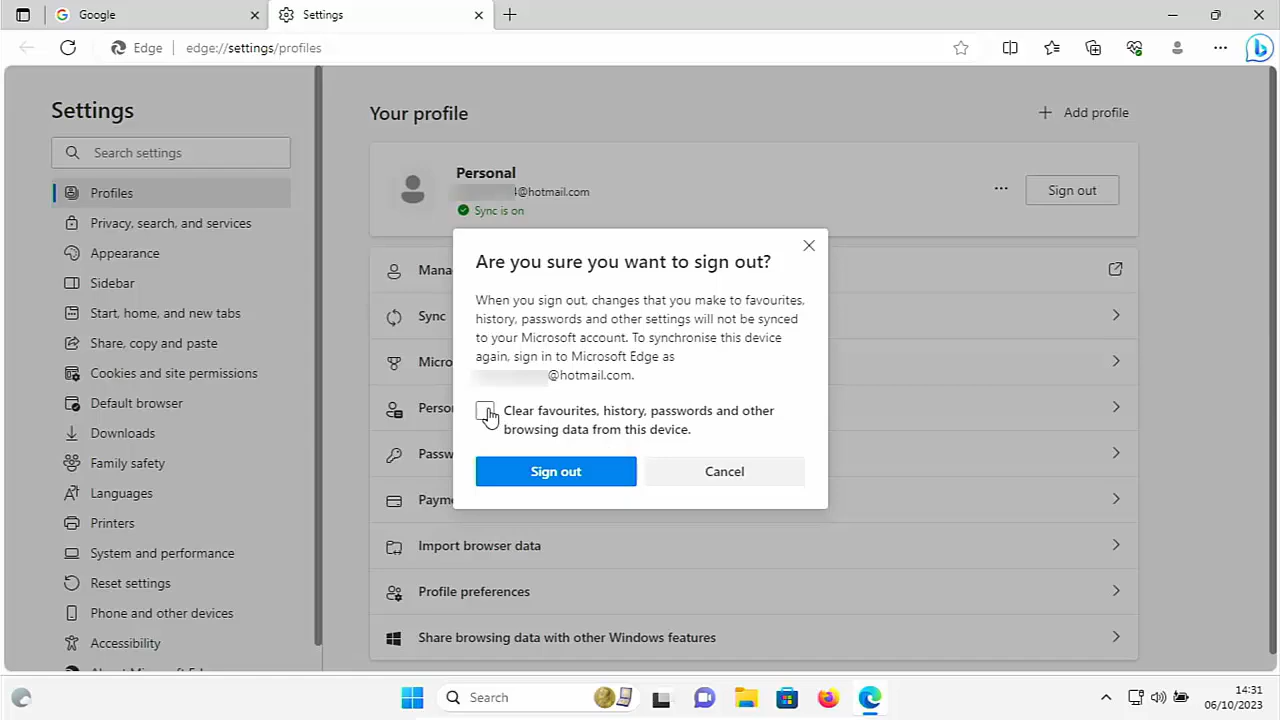 Google
Settings
Edge
edge://settings/profiles
Settings
Search settings
Profiles
Privacy, search, and services
Appearance
Sidebar
Start, home, and new tabs
Share, copy and paste
Cookies and site permissions
Default browser
Downloads
Family safety
Languages
Printers
System and performance
Reset settings
Phone and other devices
Accessibility
Your profile
Add profile
Personal
@hotmail.com
Sync is on
Sign out
Sync
Import browser data
Profile preferences
Share browsing data with other Windows features
Are you sure you want to sign out?
When you sign out, changes that you make to favourites,
history, passwords and other settings will not be synced
to your Microsoft account. To synchronise this device
again, sign in to Microsoft Edge as
@hotmail.com.
Clear favourites, history, passwords and other
browsing data from this device.
Sign out
Cancel
Search
14:31
06/10/2023